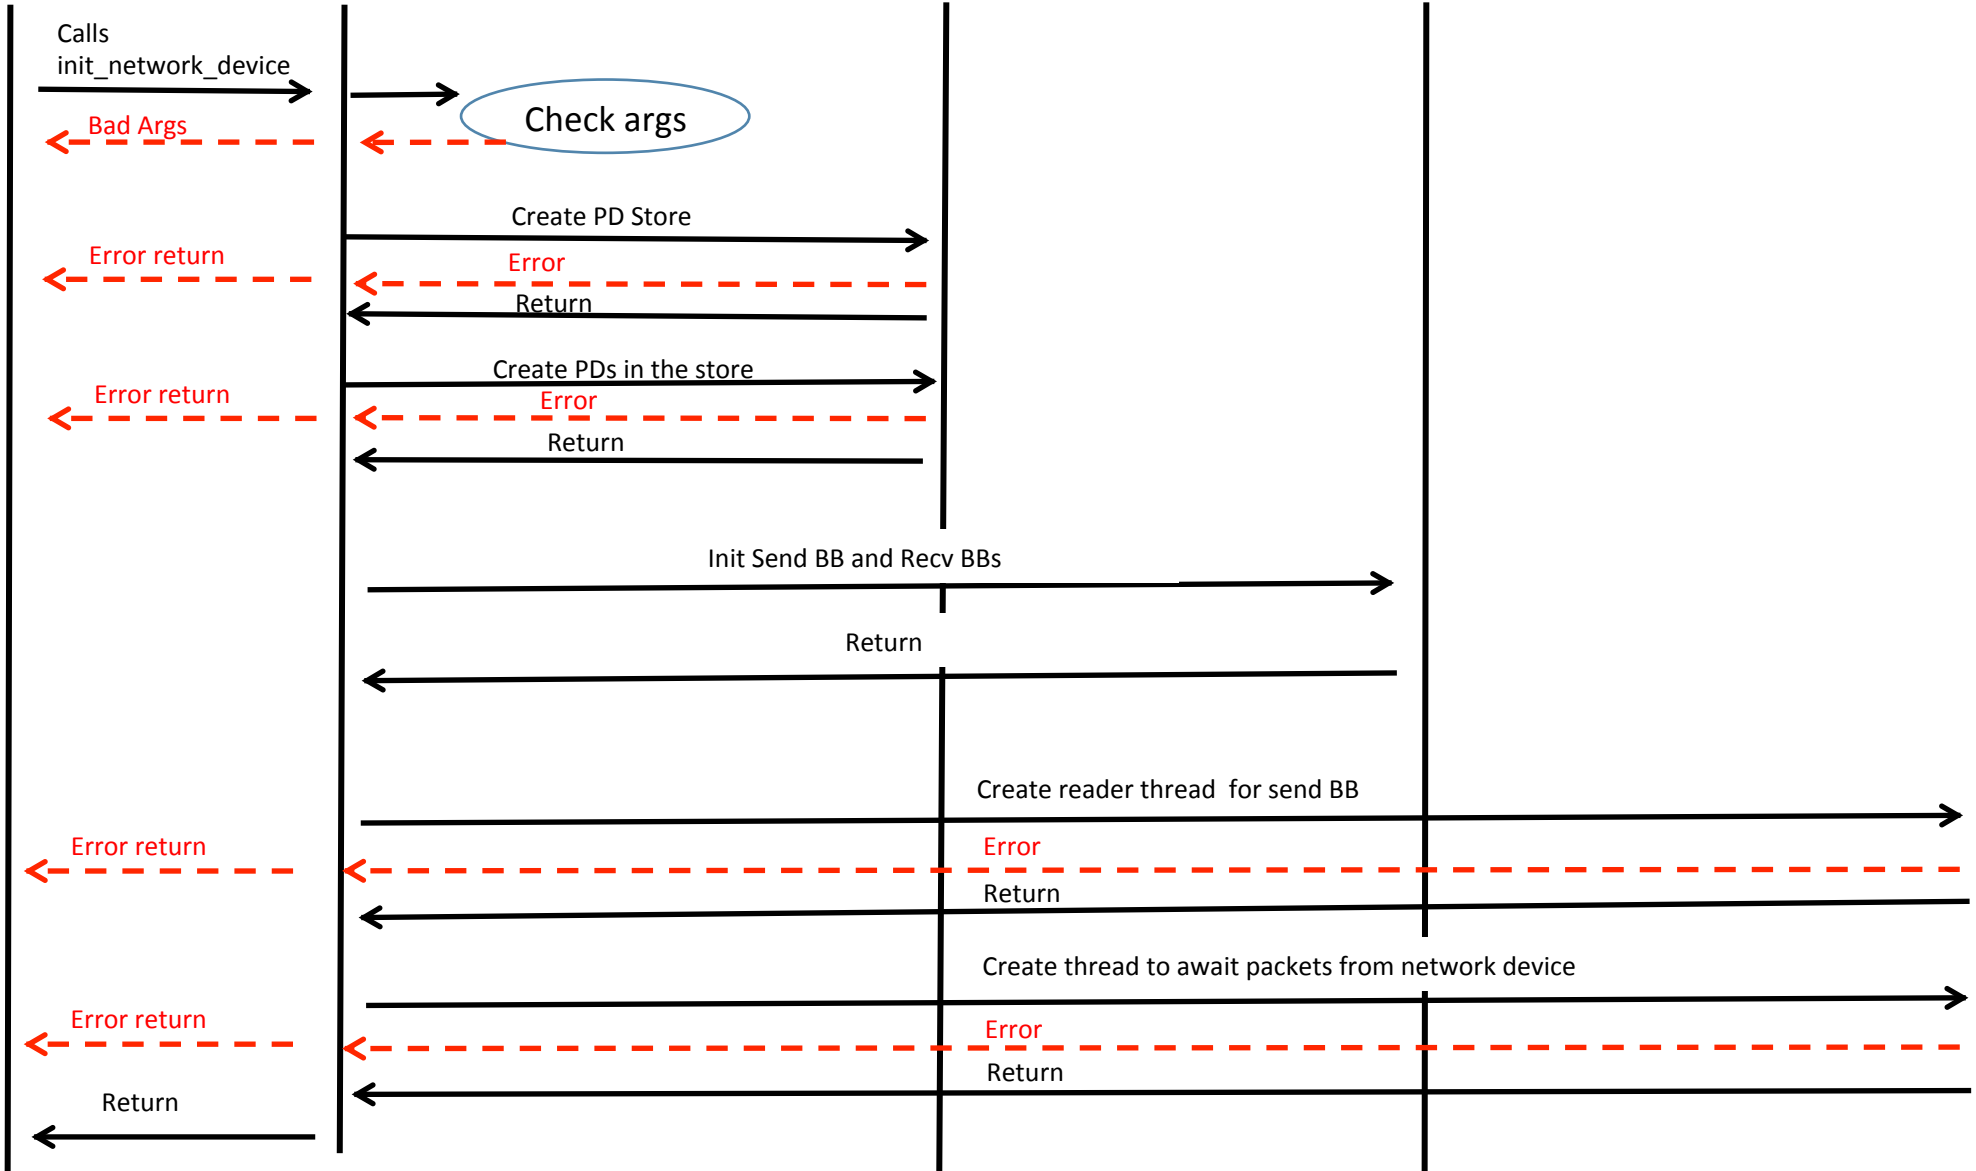 Calls
init_network_device
Check args
Bad Args
Create PD Store
Error return
Error
Return
Create PDs in the store
Error return
Error
Return
Init Send BB and Recv BBs
Return
Create reader thread  for send BB
Error return
Error
Return
Create thread to await packets from network device
Error return
Error
Return
Return